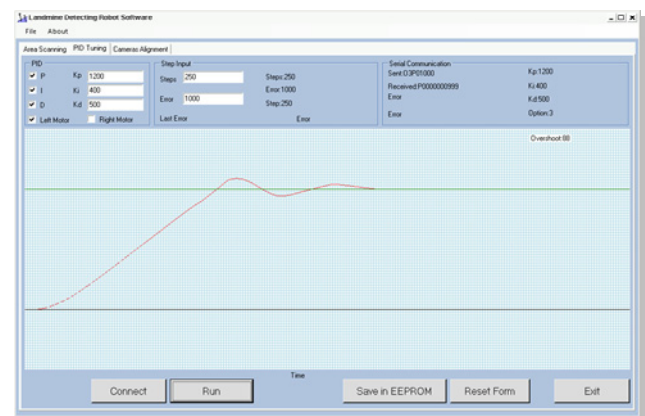 Landmine Detecting Robot Software
File About
Area Scanning PID Tuning Cameras Alignment
PID
P Kp 1200
I Ki 400
D Kd 500
Left Motor Right Motor
Step Input
Steps 250 Steps:250
Error:1000
Error 1000 Step:250
Last Error Error
Serial Communication
Sent:03P01000 Kp:1200
Received:P0000000999 Ki:400
Error Kd:500
Error Option:3
Overshoot:88
Time
Connect Run Save in EEPROM Reset Form Exit